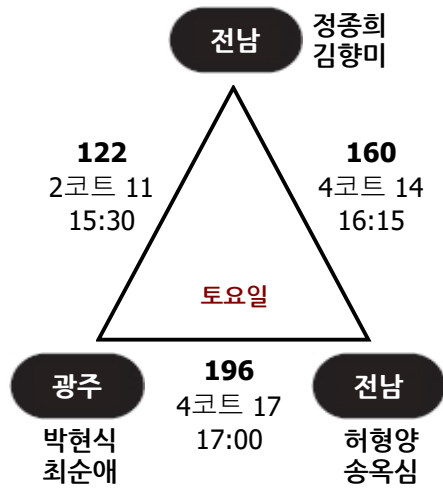 전남
정종희
김향미
122
2코트 11
15:30
160
4코트 14
16:15
토요일
광주
박현식
최순애
196
4코트 17
17:00
전남
허형양
송옥심